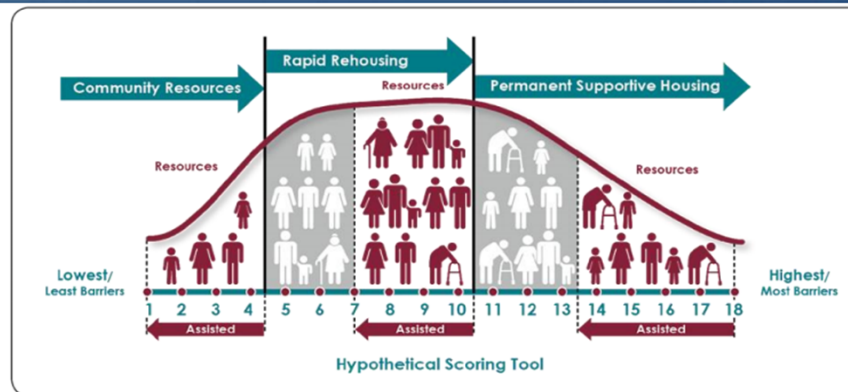 Rapid Rehousing
Community Resources
Resources
Permanent Supportive Housing
Resources
Resources
Lowest/
Least Barriers
Highest/
Most Barriers
1 2 3 4 5 6 7 8 9 10 11 12 13 14 15 16 17 18
Assisted Assisted Assisted
Hypothetical Scoring Tool